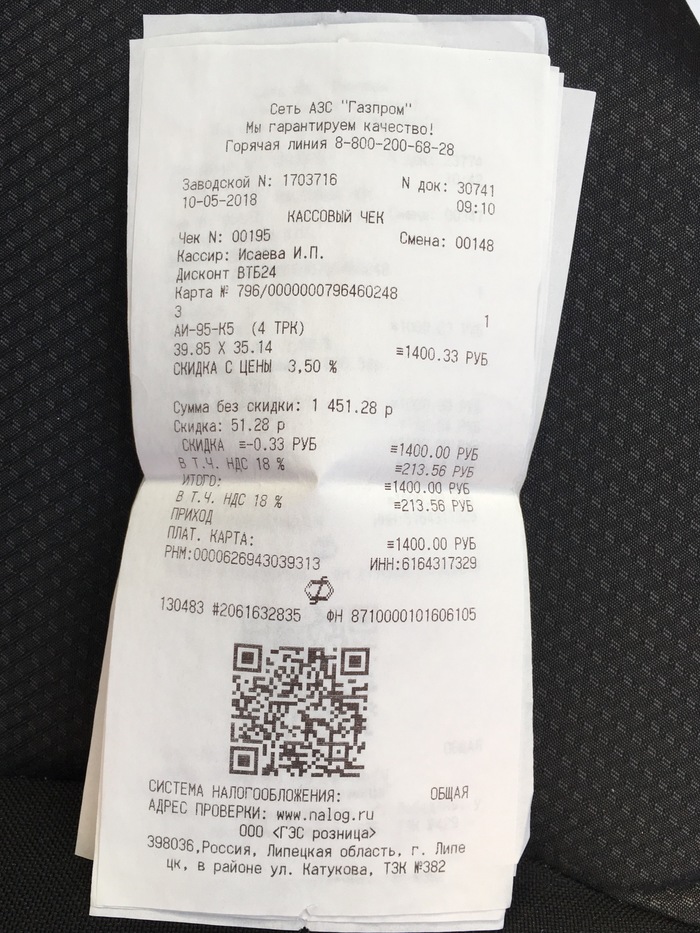 Сеть АЗС "Газпром"
Мы гарантируем качество!
Горячая линия 8-800-200-68-28
Заводской N: 1703716 N док: 30741
10-05-2018 09:10
КАССОВЫЙ ЧЕК
Чек N: 00195 Смена: 00148
Кассир: Исаева И.П.
Дисконт ВТБ24
Карта № 796/0000000796460248
3 1
АИ-95-К5 (4 ТРК)
39.85 X 35.14 ≡1400.33 РУБ
СКИДКА С ЦЕНЫ 3,50 %
Сумма без скидки: 1 451.28 р
Скидка: 51.28 р
СКИДКА ≡-0.33 РУБ ≡1400.00 РУБ
В Т.Ч. НДС 18 % ≡213.56 РУБ
ИТОГО: ≡1400.00 РУБ
В Т.Ч. НДС 18 % ≡213.56 РУБ
ПРИХОД
ПЛАТ. КАРТА: ≡1400.00 РУБ
РНМ:0000626943039313 ИНН:6164317329
130483 #2061632835 ФН 8710000101606105
СИСТЕМА НАЛОГООБЛОЖЕНИЯ: ОБЩАЯ
АДРЕС ПРОВЕРКИ: www.nalog.ru
ООО <ГЭС розница>
398036,Россия, Липецкая область, г. Липе
цк, в районе ул. Катукова, ТЗК №382